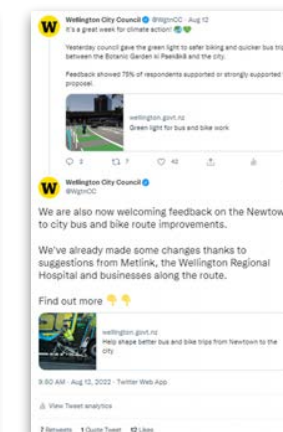 W
Wellington City Council @WgtnCC · Aug 12
It's a great week for climate action!
Yesterday council gave the green light to safer biking and quicker bus trip
between the Botanic Garden ki Paekākā and the city.
Feedback showed 75% of respondents supported or strongly supported
proposal.
wellington.govt.nz
Green light for bus and bike work
2 7 42
W
Wellington City Council
@WgtnCC
We are also now welcoming feedback on the Newtow
to city bus and bike route improvements.
We've already made some changes thanks to
suggestions from Metlink, the Wellington Regional
Hospital and businesses along the route.
Find out more
wellington.govt.nz
Help shape better bus and bike trips from Newtown to the
city
9:50 AM · Aug 12, 2022 · Twitter Web App
View Tweet analytics
7 Retweets 1 Quote Tweet 12 Likes